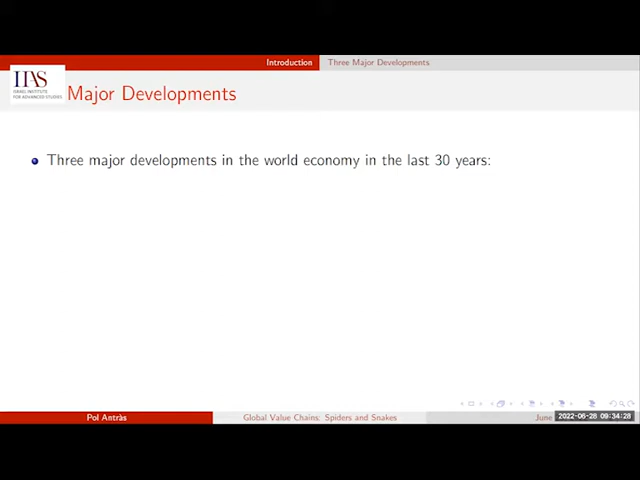 Introduction
Three Major Developments
IIAS
ISRAEL INSTITUTE
FOR ADVANCED STUDIES
Major Developments
Three major developments in the world economy in the last 30 years:
Pol Antràs
Global Value Chains: Spiders and Snakes
June
2022-06-28 09:34:28